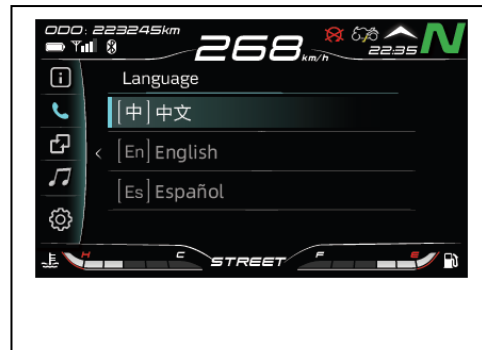 ODO: 223245km
268 km/h
22:35 N
Language
[中] 中文
[En] English
[Es] Español
H C STREET F E